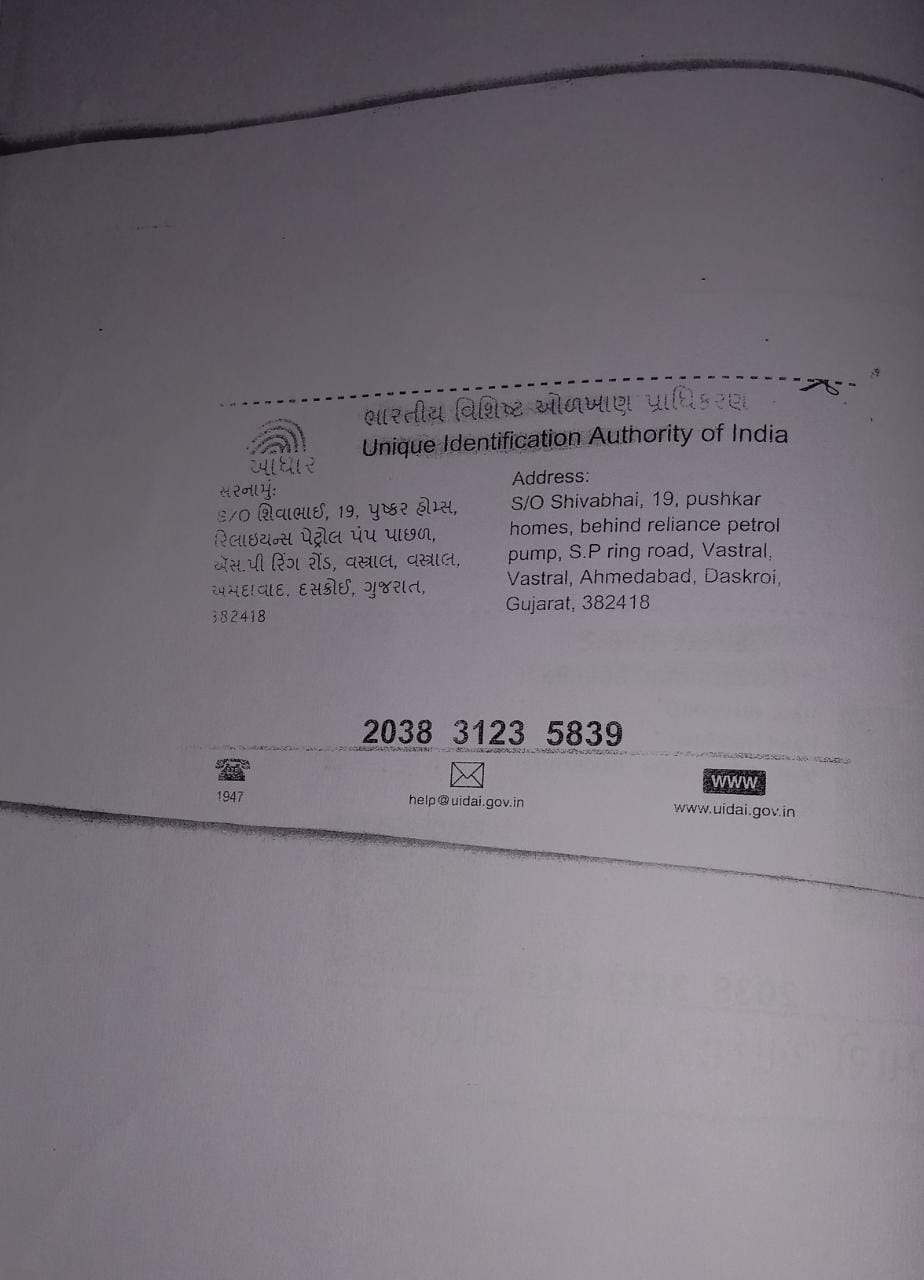 ભારતીય વિશિષ્ટ ઓળખાણ પ્રાધિકરણ
Unique Identification Authority of India
આધાર
સરનામું:
S/O શિવાભાઈ, 19, પુષ્કર હોમ્સ,
રિલાઇયન્સ પેટ્રોલ પંપ પાછળ,
એસ.પી રિંગ રોંડ, વસ્ત્રાલ, વસ્ત્રાલ,
અમદાવાદ, દસક્રોઈ, ગુજરાત,
382418
Address:
S/O Shivabhai, 19, pushkar
homes, behind reliance petrol
pump, S.P ring road, Vastral,
Vastral, Ahmedabad, Daskroi,
Gujarat, 382418
2038 3123 5839
1947
help@uidai.gov.in
www
www.uidai.gov.in